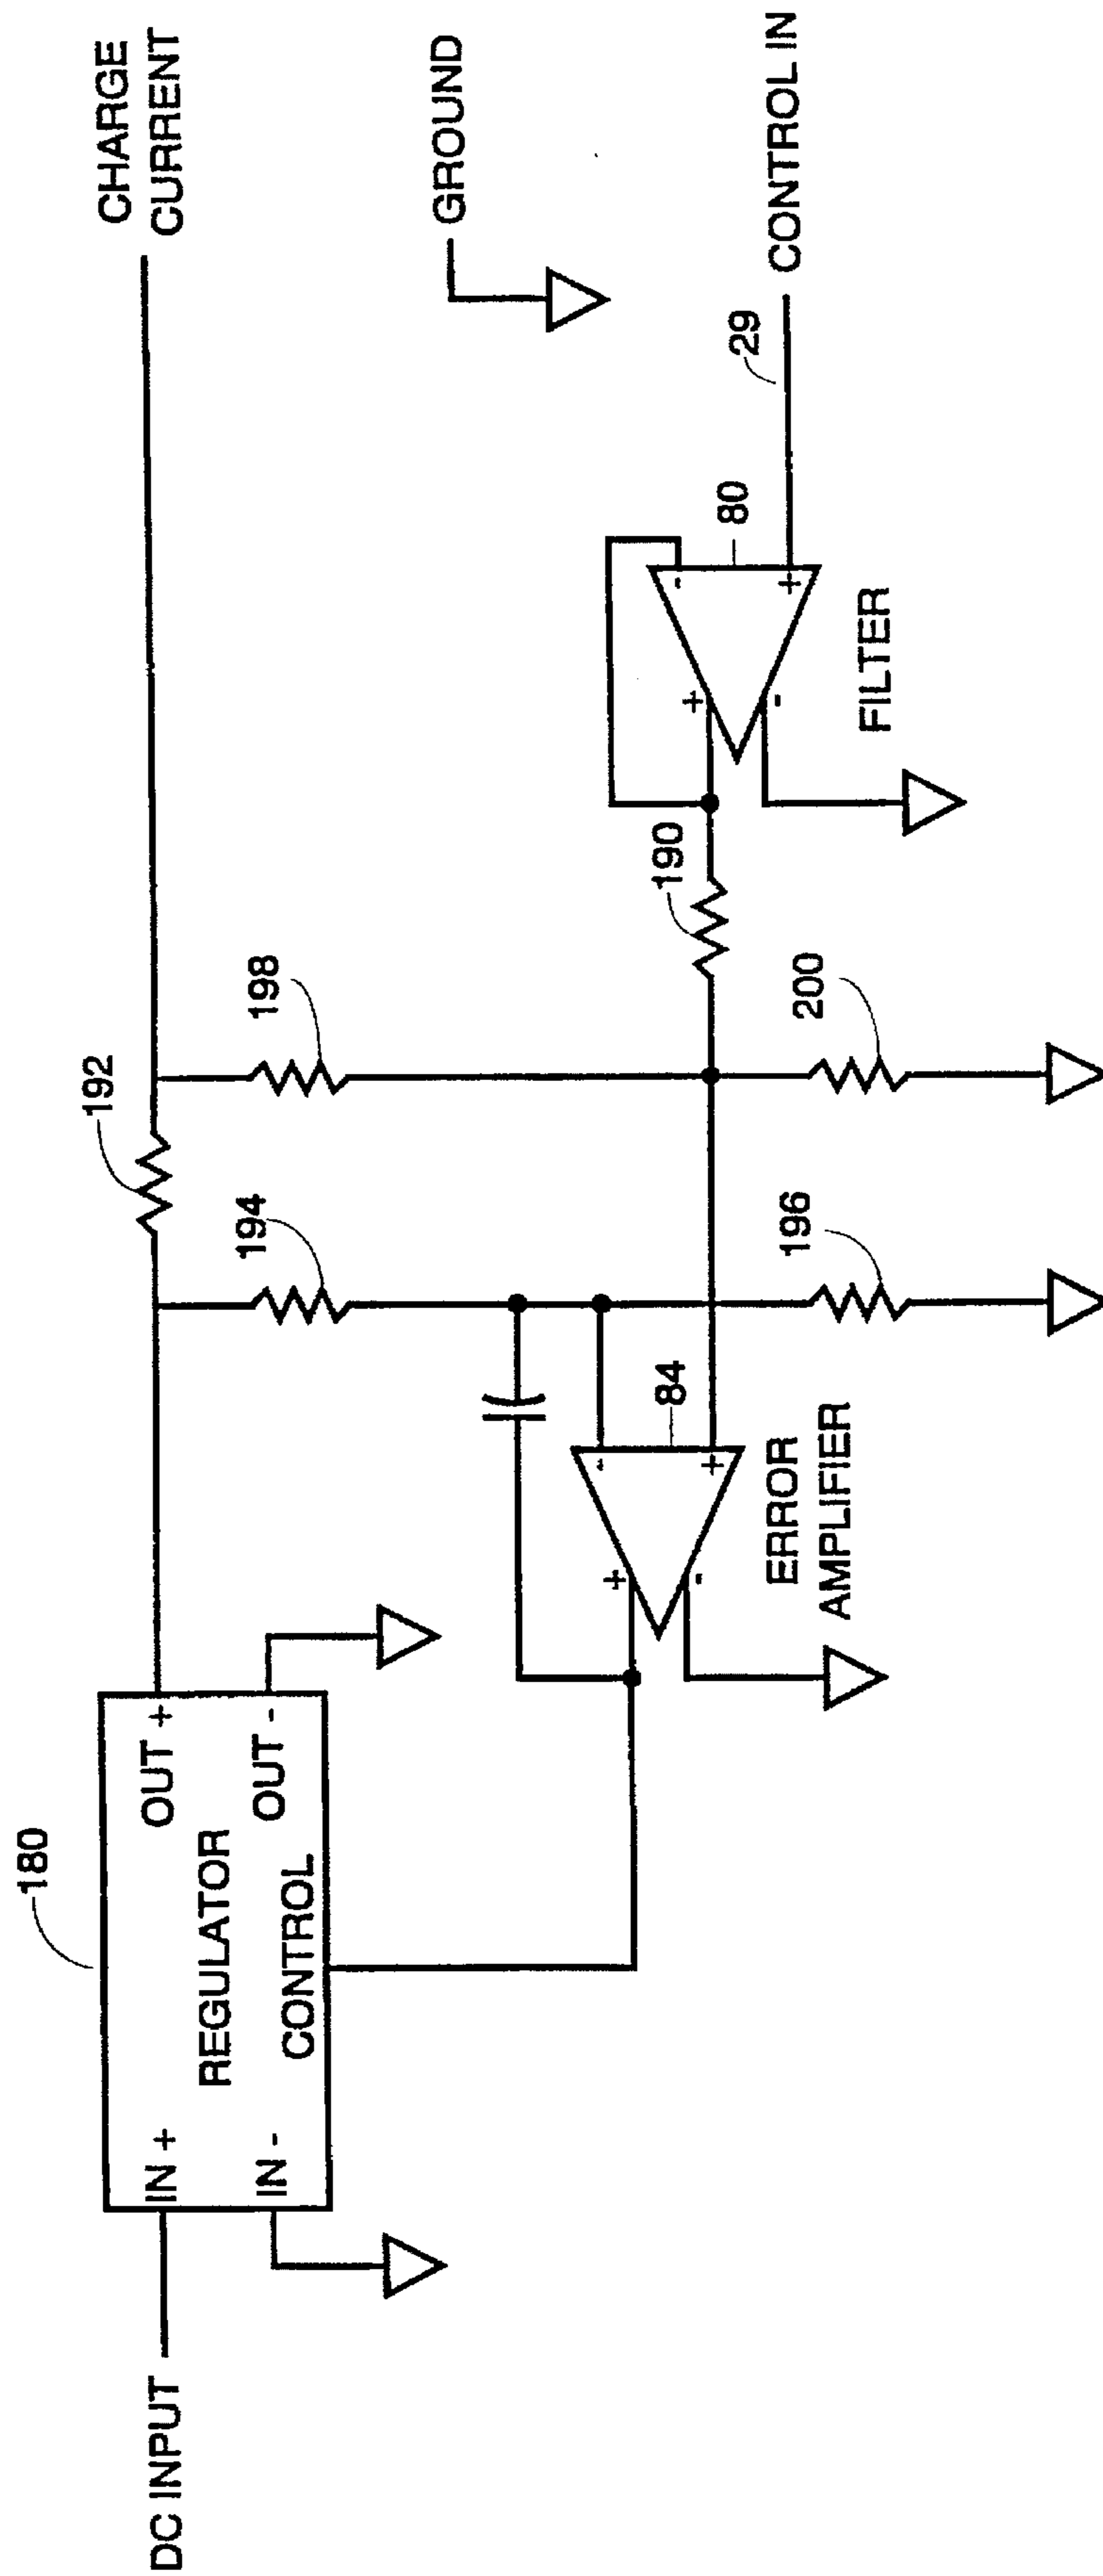 180
DC INPUT
IN +
OUT +
REGULATOR
IN -
OUT -
CONTROL
192
CHARGE
CURRENT
194
198
GROUND
-
+
84
+
-
ERROR
AMPLIFIER
196
200
190
+
-
-
+
80
FILTER
29
CONTROL IN